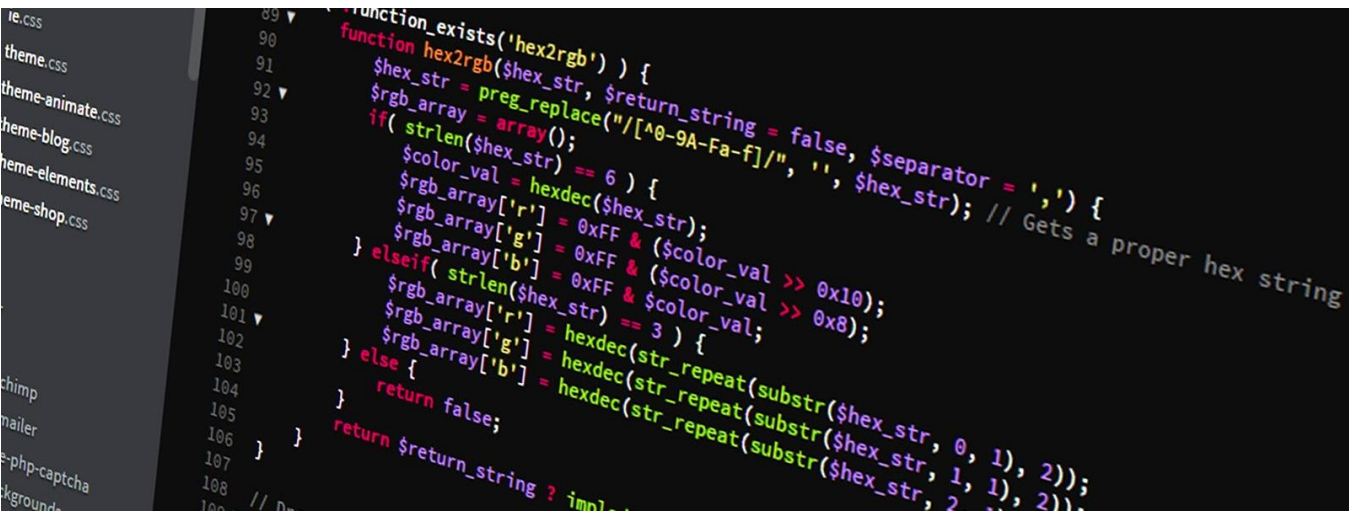 ie.css
theme.css
theme-animate.css
theme-blog.css
theme-elements.css
theme-shop.css
chimp
mailer
e-php-captcha
89
90
91
92
93
94
95
96
97
98
99
100
101
102
103
104
105
106
107
108
function_exists('hex2rgb') ) {
function hex2rgb($hex_str, $return_string = false, $separator = ',') {
$hex_str = preg_replace("/[^0-9A-Fa-f]/", '', $hex_str); // Gets a proper hex string
$rgb_array = array();
if( strlen($hex_str) == 6 ) {
$color_val = hexdec($hex_str);
$rgb_array['r'] = 0xFF & ($color_val >> 0x10);
$rgb_array['g'] = 0xFF & ($color_val >> 0x8);
$rgb_array['b'] = 0xFF & $color_val;
} elseif( strlen($hex_str) == 3 ) {
$rgb_array['r'] = hexdec(str_repeat(substr($hex_str, 0, 1), 2));
$rgb_array['g'] = hexdec(str_repeat(substr($hex_str, 1, 1), 2));
$rgb_array['b'] = hexdec(str_repeat(substr($hex_str, 2
} else {
return false;
}
return $return_string ?
}
}
//